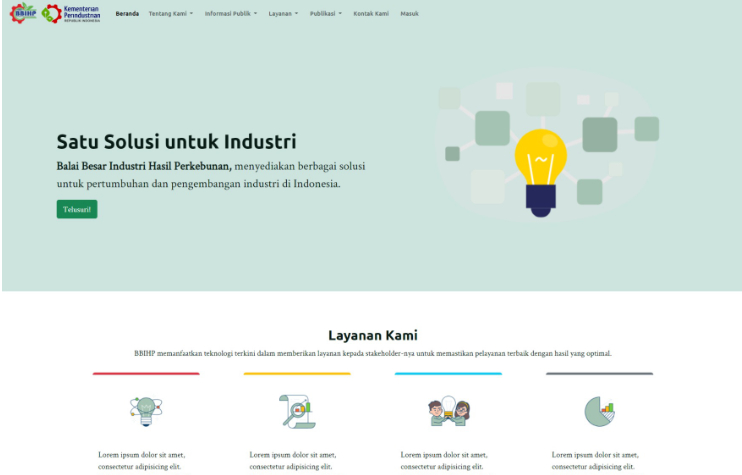 BBIHP
Kementerian
Perindustrian
REPUBLIK INDONESIA
Beranda Tentang Kami Informasi Publik Layanan Publikasi Kontak Kami Masuk
Satu Solusi untuk Industri
Balai Besar Industri Hasil Perkebunan, menyediakan berbagai solusi
untuk pertumbuhan dan pengembangan industri di Indonesia.
Telusuri!
Layanan Kami
BBIHP memanfaatkan teknologi terkini dalam memberikan layanan kepada stakeholder-nya untuk memastikan pelayanan terbaik dengan hasil yang optimal.
Lorem ipsum dolor sit amet,
consectetur adipisicing elit.
Lorem ipsum dolor sit amet,
consectetur adipisicing elit.
Lorem ipsum dolor sit amet,
consectetur adipisicing elit.
Lorem ipsum dolor sit amet,
consectetur adipisicing elit.